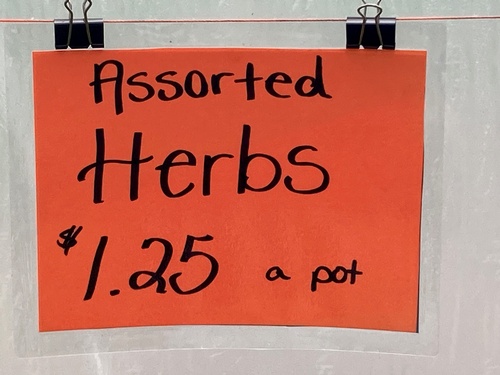 Assorted
Herbs
$1.25 a pot